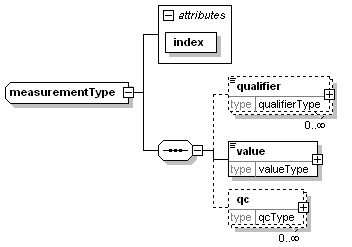 attributes
index
measurementType
qualifier
type qualifierType
0..∞
value
type valueType
qc
type qcType
0..∞